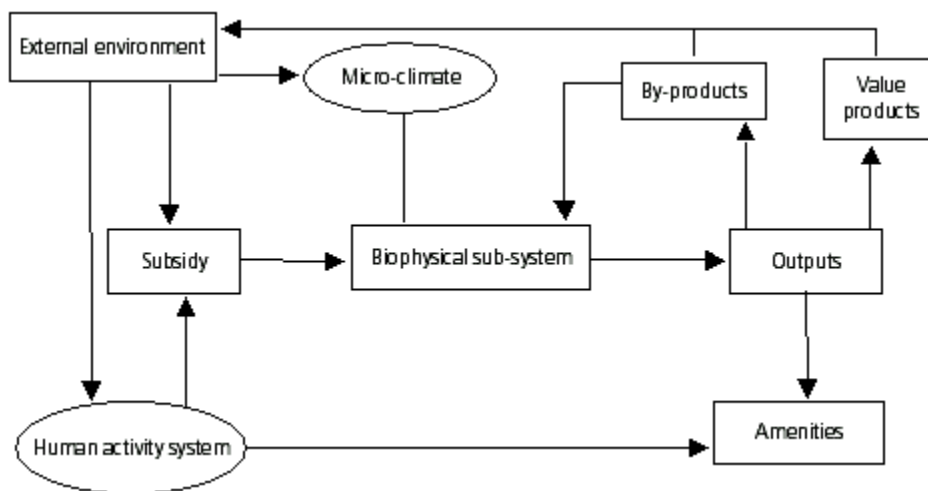 External environment
Micro-climate
By-products
Value
products
Subsidy
Biophysical sub-system
Outputs
Human activity system
Amenities